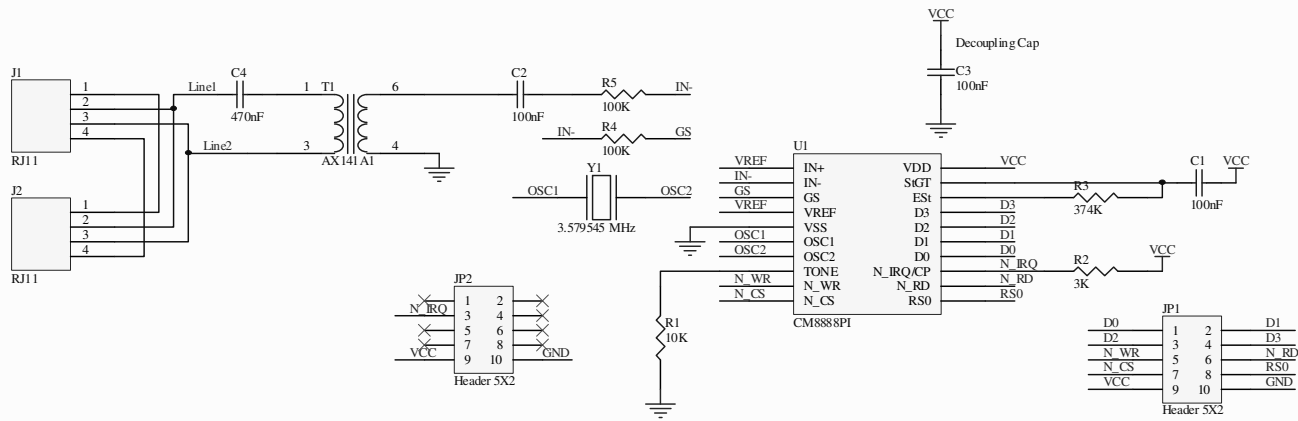 J1
1
2
3
4
RJ11
J2
1
2
3
4
RJ11
Line1
Line2
C4
470nF
1
T1
6
3
AX141 A1
4
C2
100nF
R5
100K
IN-
IN-
R4
100K
GS
OSC1
Y1
OSC2
3.579545 MHz
VCC
Decoupling Cap
C3
100nF
U1
VREF
IN+
VDD
VCC
IN-
IN-
StGT
GS
GS
ESt
VREF
VREF
D3
D3
VSS
D2
D2
OSC1
OSC1
D1
D1
OSC2
OSC2
D0
D0
TONE
N_IRQ/CP
N_IRQ
N_WR
N_WR
N_RD
N_RD
N_CS
N_CS
RS0
RS0
CM8888PI
R3
374K
C1
VCC
100nF
R2
3K
VCC
R1
10K
JP2
1 2
N_IRQ
3 4
5 6
7 8
VCC
9 10
GND
Header 5X2
JP1
D0
1 2
D1
D2
3 4
D3
N_WR
5 6
N_RD
N_CS
7 8
RS0
VCC
9 10
GND
Header 5X2